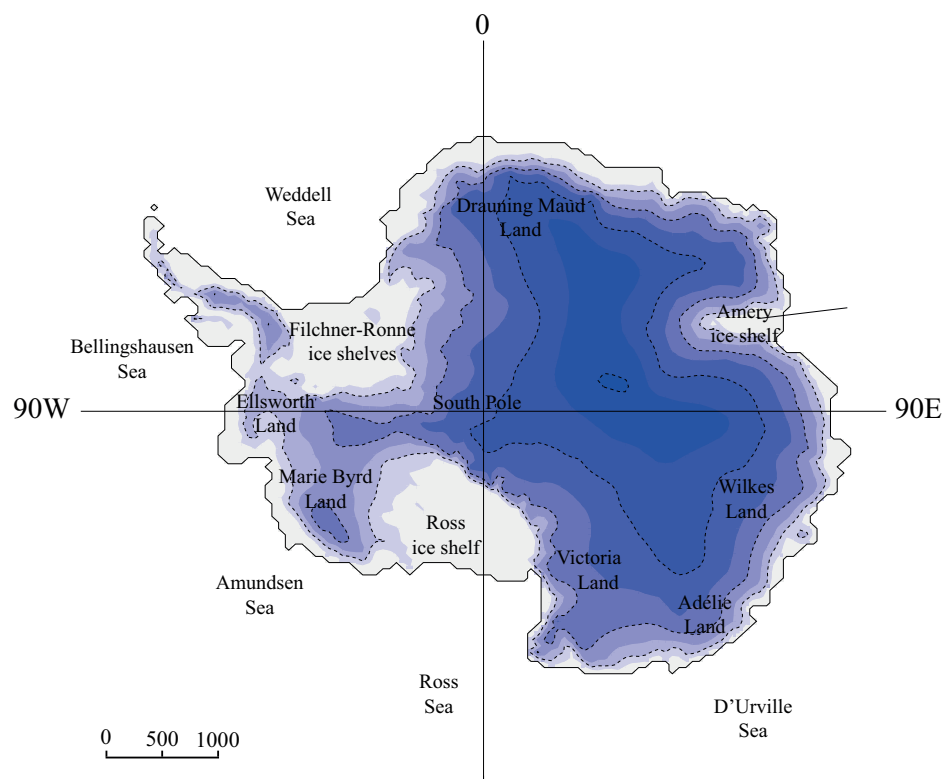 0
Weddell
Sea
Drauning Maud
Land
Filchner-Ronne
ice shelves
Amery
ice shelf
Bellingshausen
Sea
90W
Ellsworth
Land
South Pole
90E
Marie Byrd
Land
Wilkes
Land
Ross
ice shelf
Victoria
Land
Amundsen
Sea
Adélie
Land
Ross
Sea
D’Urville
Sea
0 500 1000